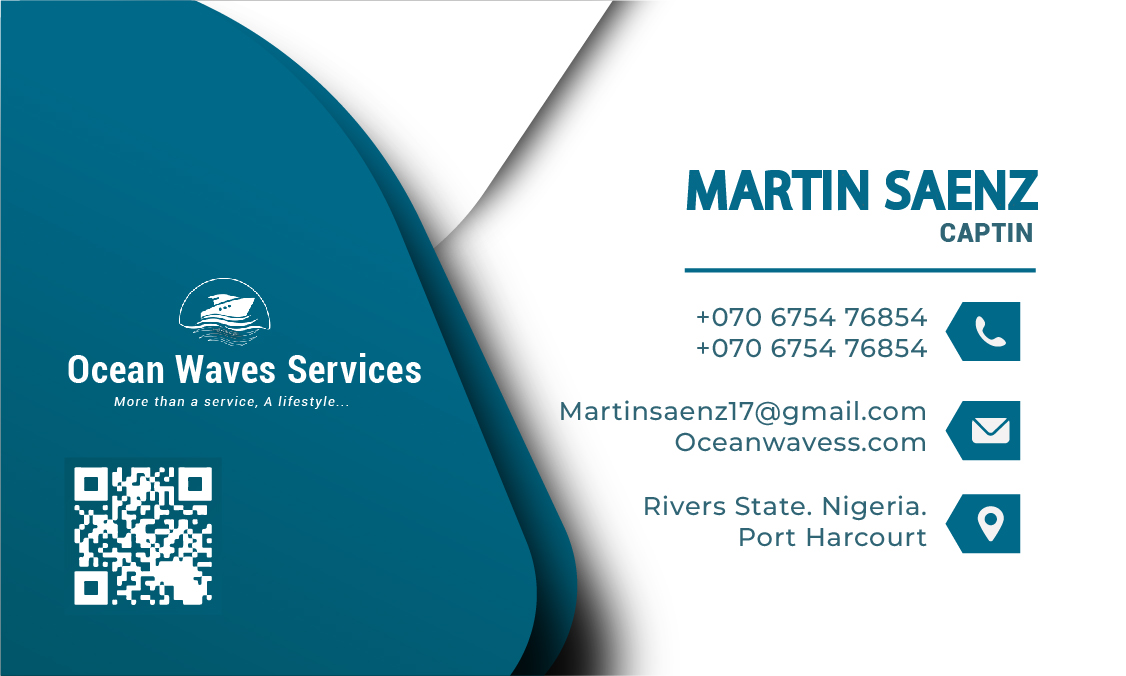 Ocean Waves Services
More than a service, A lifestyle...
MARTIN SAENZ
CAPTIN
+070 6754 76854
+070 6754 76854
Martinsaenz17@gmail.com
Oceanwavess.com
Rivers State. Nigeria.
Port Harcourt